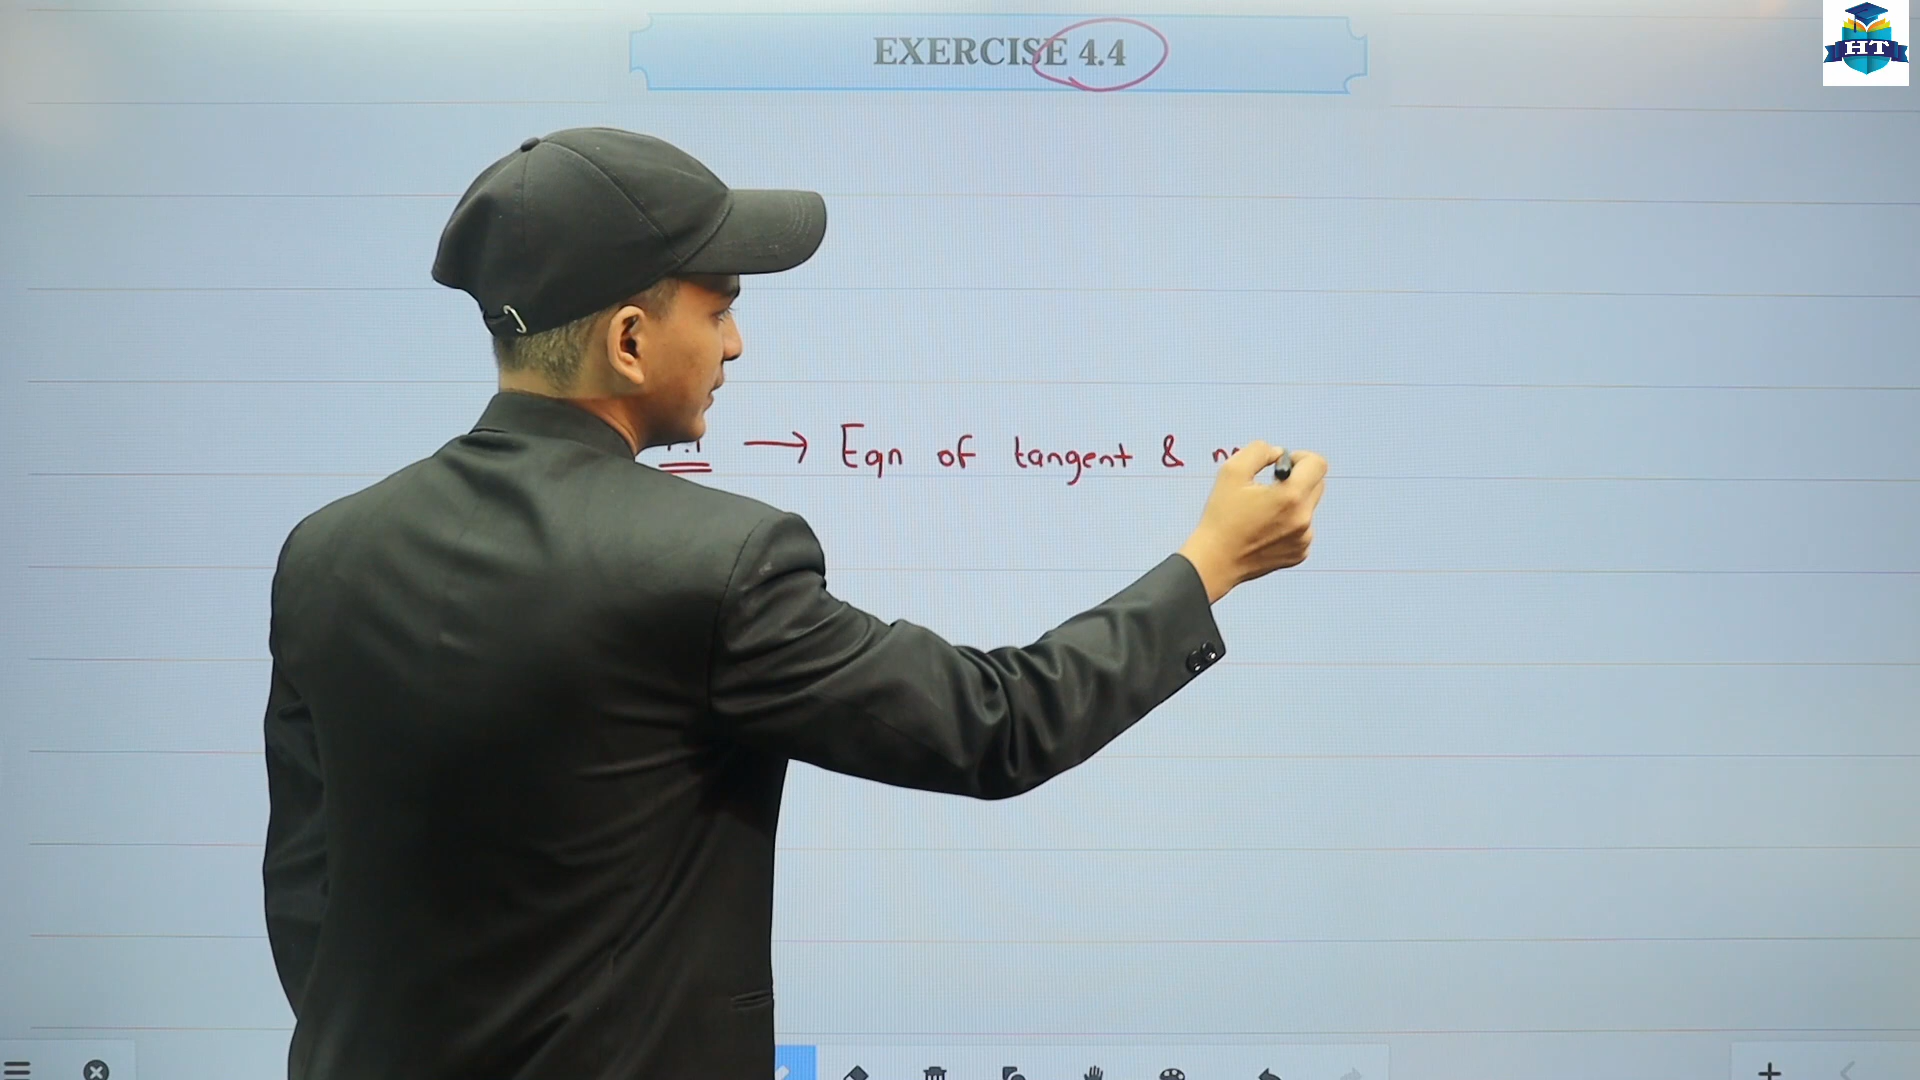 EXERCISE 4.4
HT
→ Eqn of tangent &